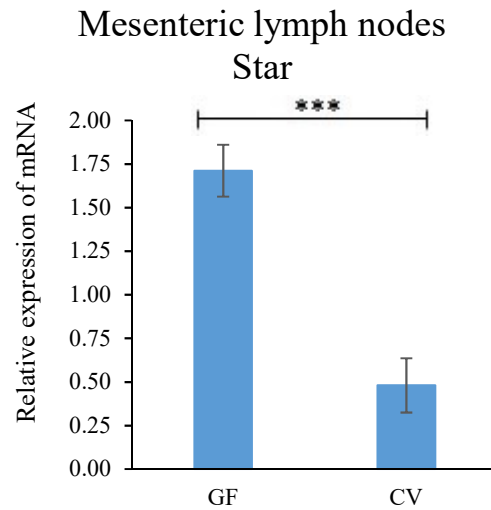 Mesenteric lymph nodes
Star
***
Relative expression of mRNA
2.00
1.75
1.50
1.25
1.00
0.75
0.50
0.25
0.00
GF CV